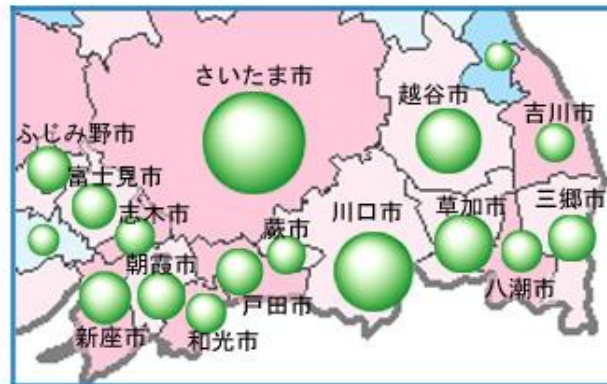 さいたま市
越谷市
吉川市
ふじみ野市
富士見市
志木市
川口市
草加市
三郷市
蕨市
朝霞市
八潮市
戸田市
新座市
和光市